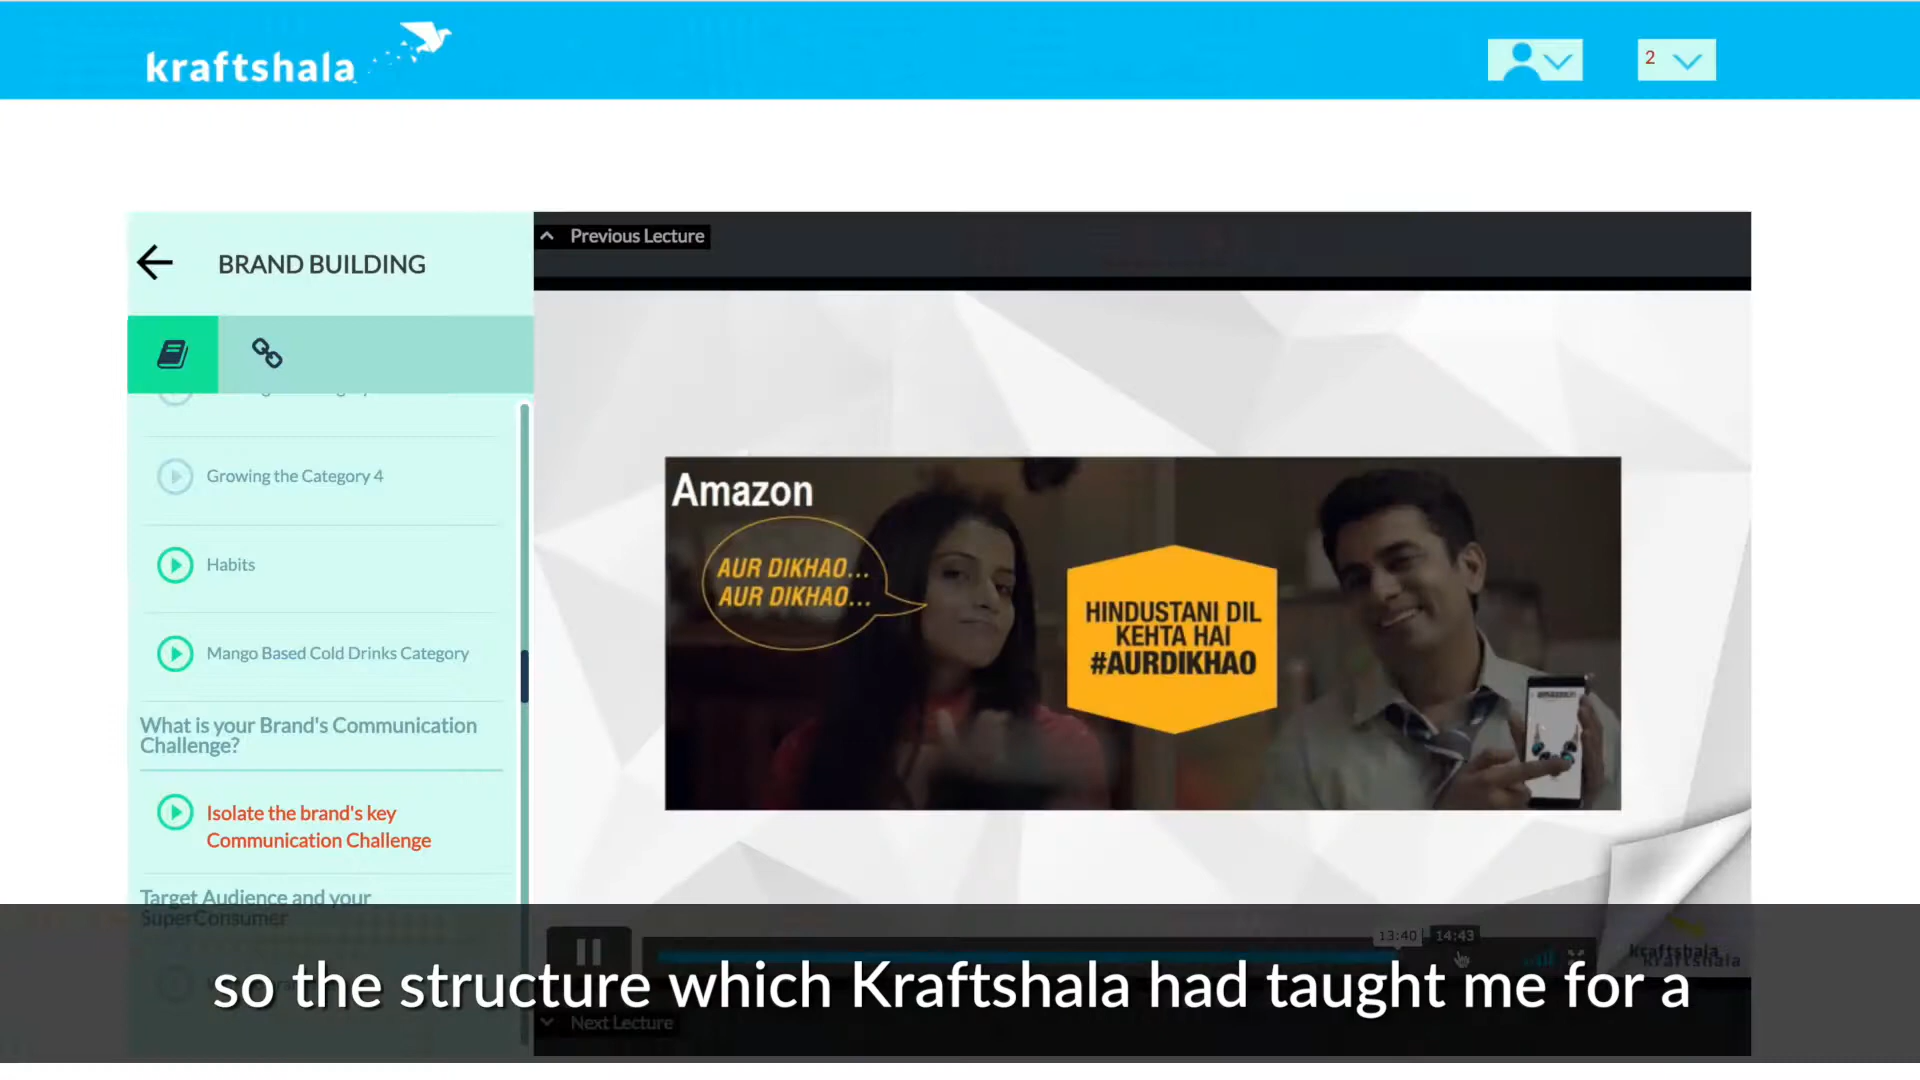 kraftshala
2
BRAND BUILDING
Previous Lecture
Growing the Category 4
Habits
Mango Based Cold Drinks Category
What is your Brand's Communication
Challenge?
Isolate the brand's key
Communication Challenge
Target Audience and your
SuperConsumer
Amazon
AUR DIKHAO...
AUR DIKHAO...
HINDUSTANI DIL
KEHTA HAI
#AURDIKHAO
13:40
14:43
Kraftshala
kraftshala
so the structure which Kraftshala had taught me for a
Next Lecture